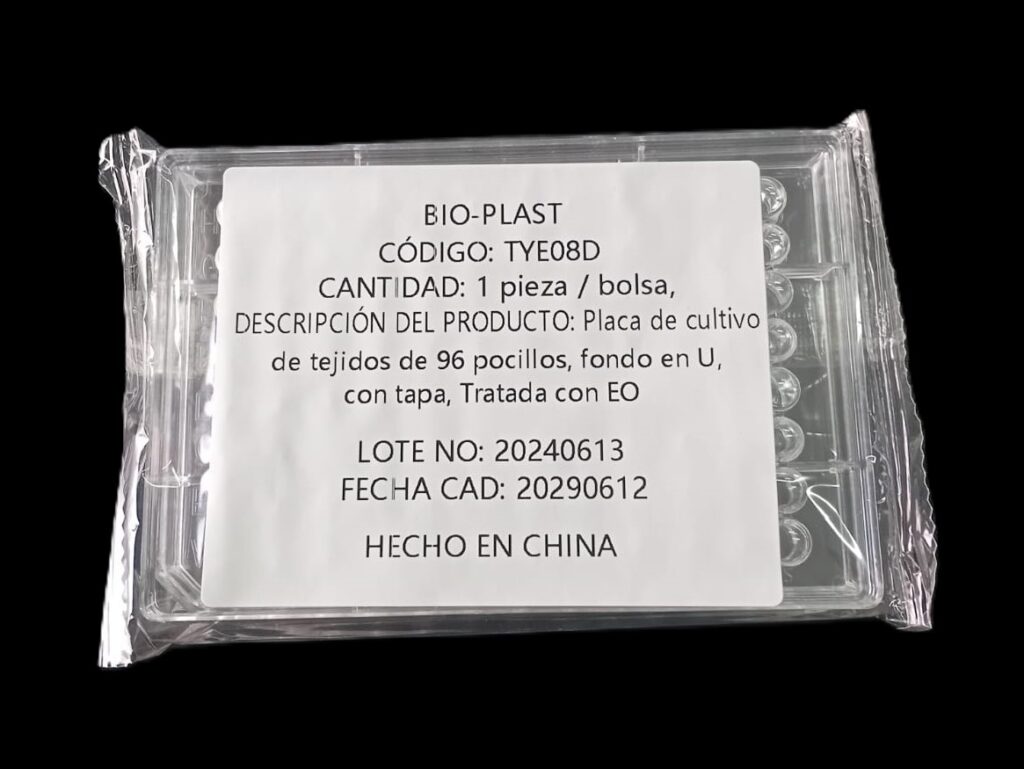 BIO-PLAST
CÓDIGO: TYE08D
CANTIDAD: 1 pieza / bolsa,
DESCRIPCIÓN DEL PRODUCTO: Placa de cultivo
de tejidos de 96 pocillos, fondo en U,
con tapa, Tratada con EO
LOTE NO: 20240613
FECHA CAD: 20290612
HECHO EN CHINA